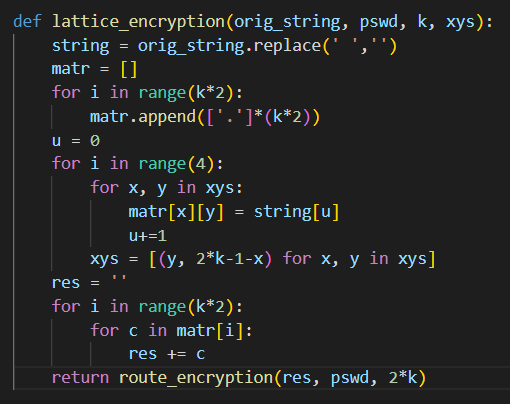 def lattice_encryption(orig_string, pswd, k, xys):
    string = orig_string.replace(' ','')
    matr = []
    for i in range(k*2):
        matr.append(['.']*(k*2))
    u = 0
    for i in range(4):
        for x, y in xys:
            matr[x][y] = string[u]
            u+=1
        xys = [(y, 2*k-1-x) for x, y in xys]
    res = ''
    for i in range(k*2):
        for c in matr[i]:
            res += c
    return route_encryption(res, pswd, 2*k)